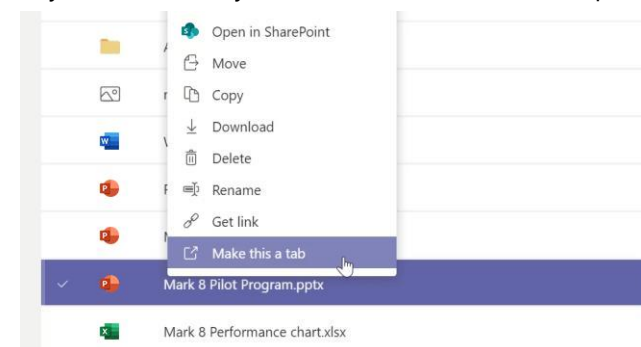 Open in SharePoint
Move
Copy
Download
Delete
Rename
Get link
Make this a tab
Mark 8 Pilot Program.pptx
Mark 8 Performance chart.xlsx